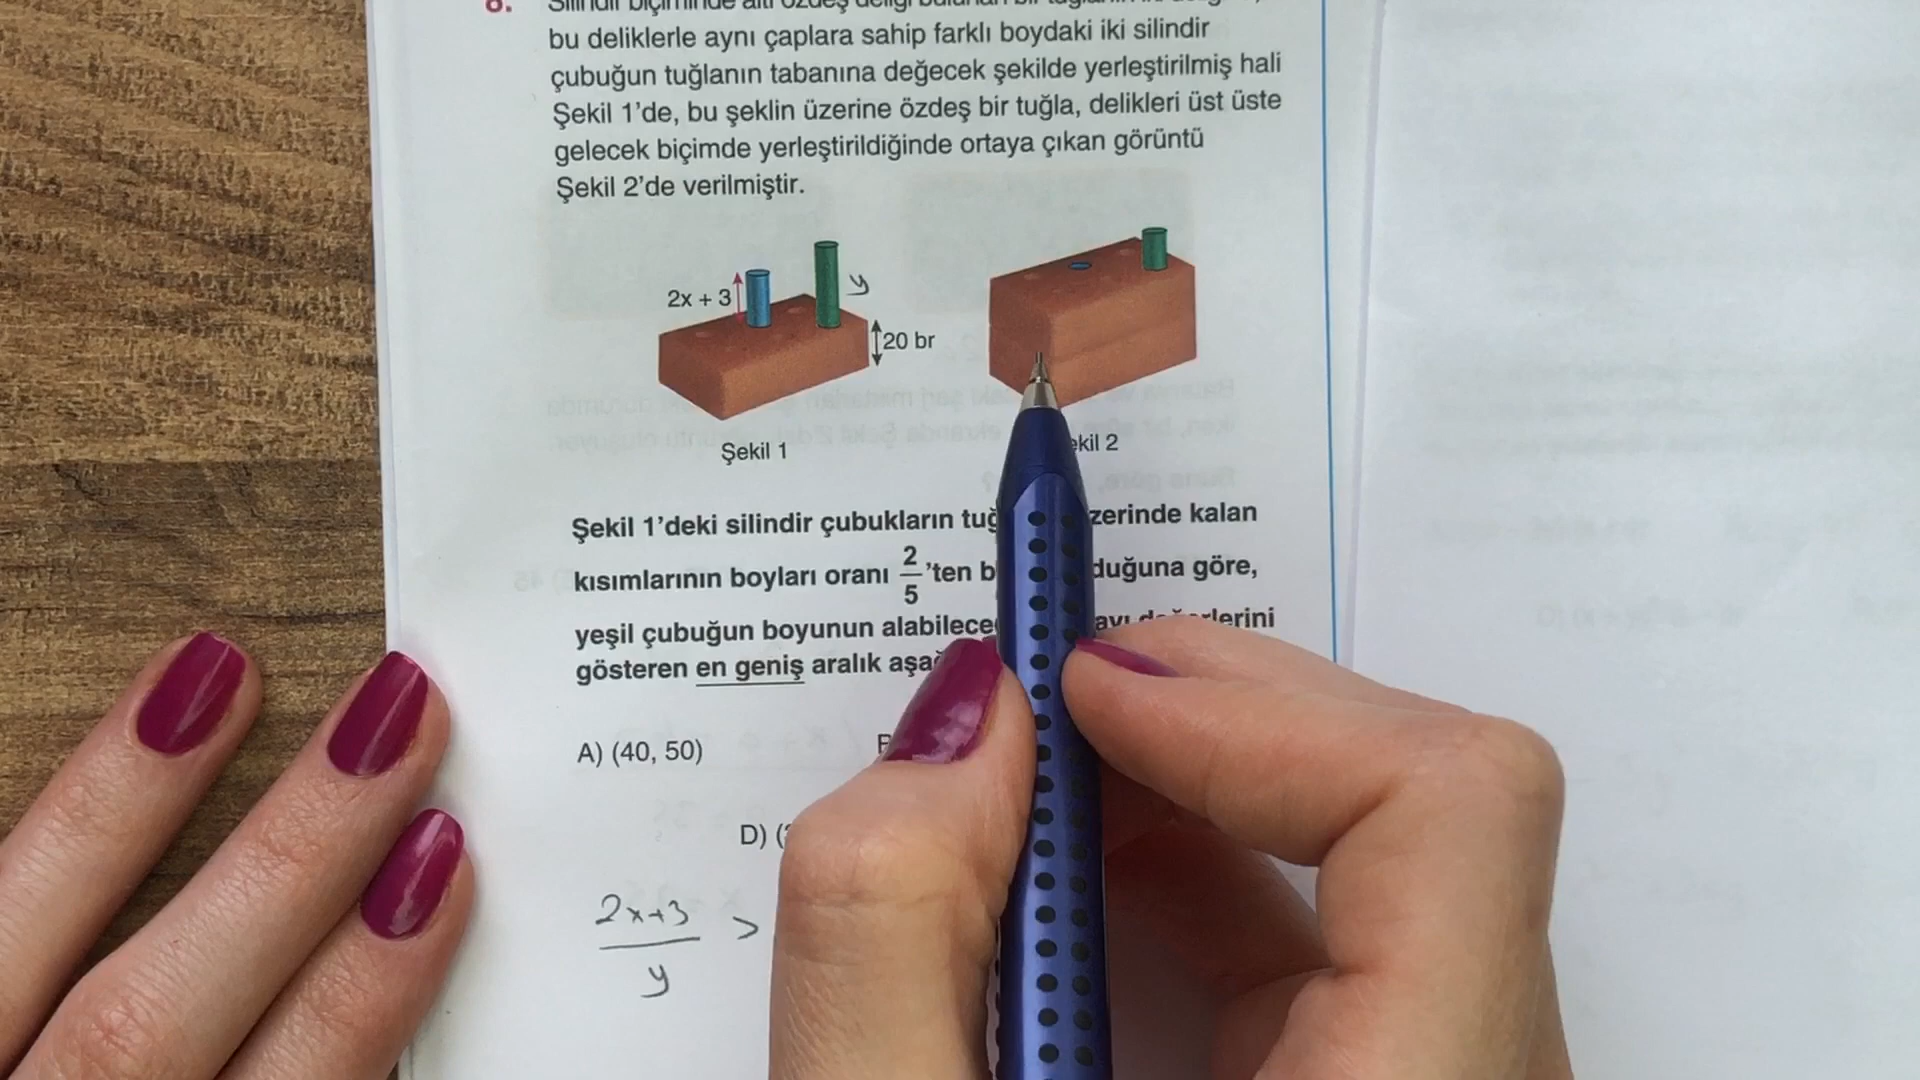 8. Silindir biçiminde altı özdeş deliği bulunan bir
bu deliklerle aynı çaplara sahip farklı boydaki iki silindir
çubuğun tuğlanın tabanına değecek şekilde yerleştirilmiş hali
Şekil 1'de, bu şeklin üzerine özdeş bir tuğla, delikleri üst üste
gelecek biçimde yerleştirildiğinde ortaya çıkan görüntü
Şekil 2'de verilmiştir.
2x + 3
y
20 br
Şekil 1
ekil 2
Şekil 1'deki silindir çubukların tuğ zerinde kalan
kısımlarının boyları oranı 2/5 'ten b duğuna göre,
yeşil çubuğun boyunun alabilece
gösteren en geniş aralık aşağ
A) (40, 50)
D) (
2x+3
>
y